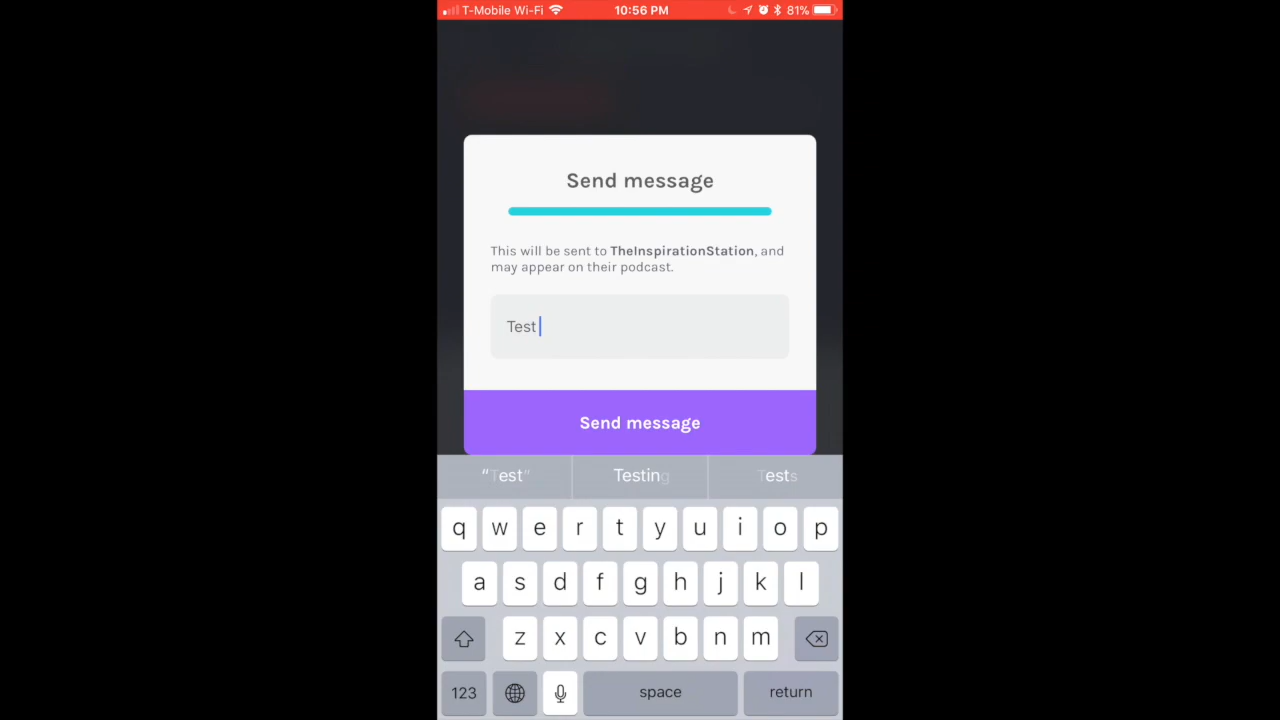 T-Mobile Wi-Fi 10:56 PM 81%
Send message
This will be sent to TheInspirationStation, and
may appear on their podcast.
Test
Send message
“Test” Testing Tests
q w e r t y u i o p
a s d f g h j k l
z x c v b n m
123 space return